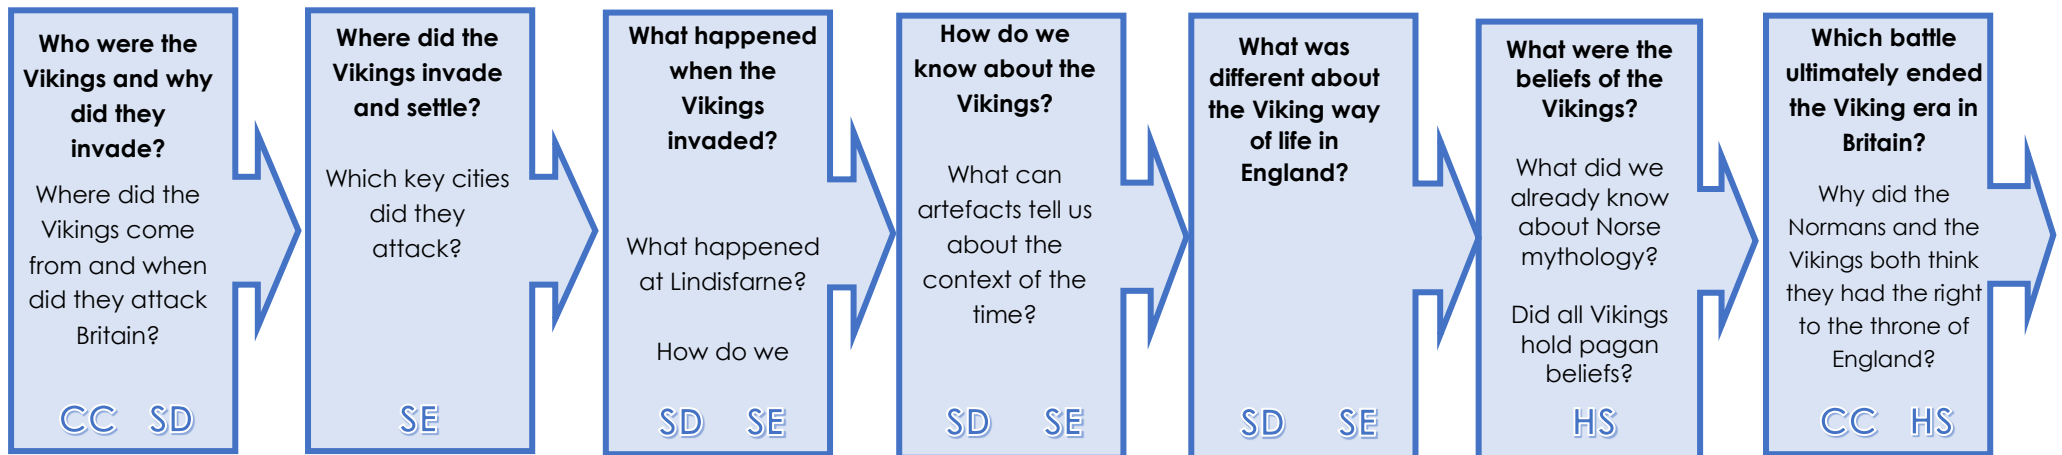 Who were the
Vikings and why
did they
invade?
Where did the
Vikings come
from and when
did they attack
Britain?
CC SD
Where did the
Vikings invade
and settle?
Which key cities
did they
attack?
SE
What happened
when the
Vikings
invaded?
What happened
at Lindisfarne?
How do we
SD SE
How do we
know about the
Vikings?
What can
artefacts tell us
about the
context of the
time?
SD SE
What was
different about
the Viking way
of life in
England?
SD SE
What were the
beliefs of the
Vikings?
What did we
already know
about Norse
mythology?
Did all Vikings
hold pagan
beliefs?
HS
Which battle
ultimately ended
the Viking era in
Britain?
Why did the
Normans and the
Vikings both think
they had the right
to the throne of
England?
CC HS